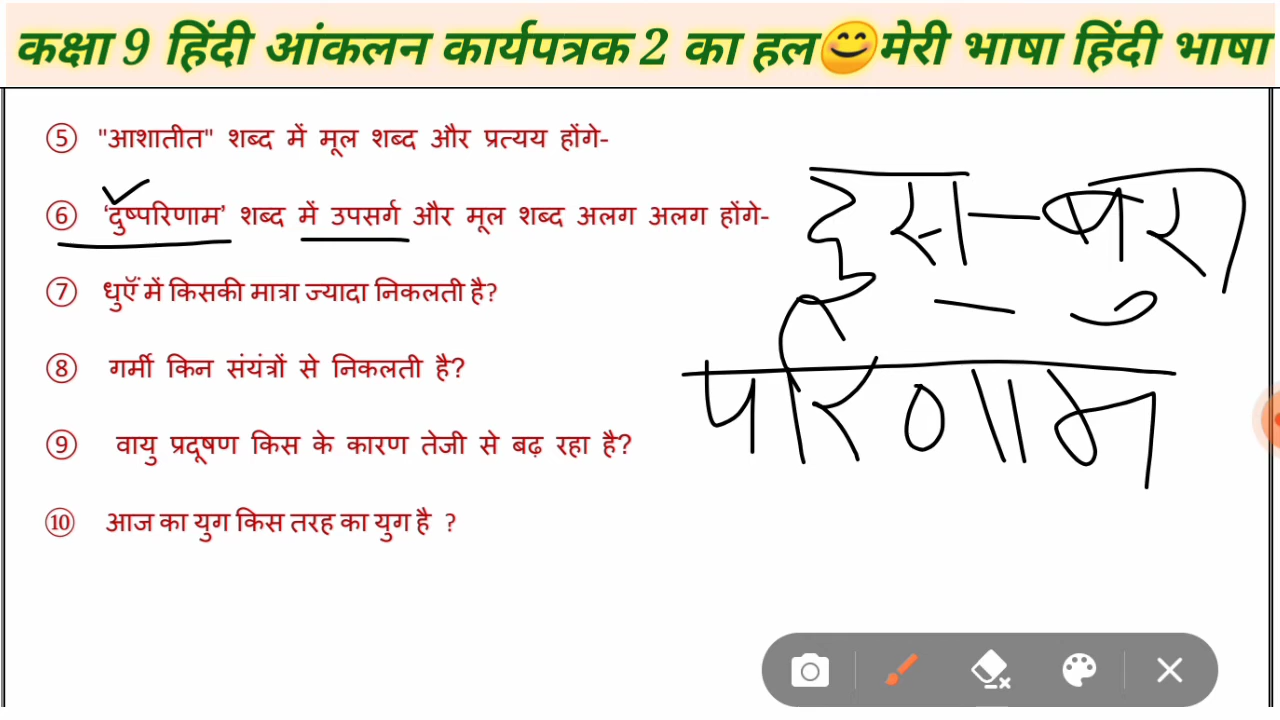 कक्षा 9 हिंदी आंकलन कार्यपत्रक 2 का हल😊मेरी भाषा हिंदी भाषा
⑤ "आशातीत" शब्द में मूल शब्द और प्रत्यय होंगे-
⑥ ‘दुष्परिणाम’ शब्द में उपसर्ग और मूल शब्द अलग अलग होंगे-
⑦ धुएँ में किसकी मात्रा ज्यादा निकलती है?
⑧ गर्मी किन संयंत्रों से निकलती है?
⑨ वायु प्रदूषण किस के कारण तेजी से बढ़ रहा है?
⑩ आज का युग किस तरह का युग है ?
परिणाम